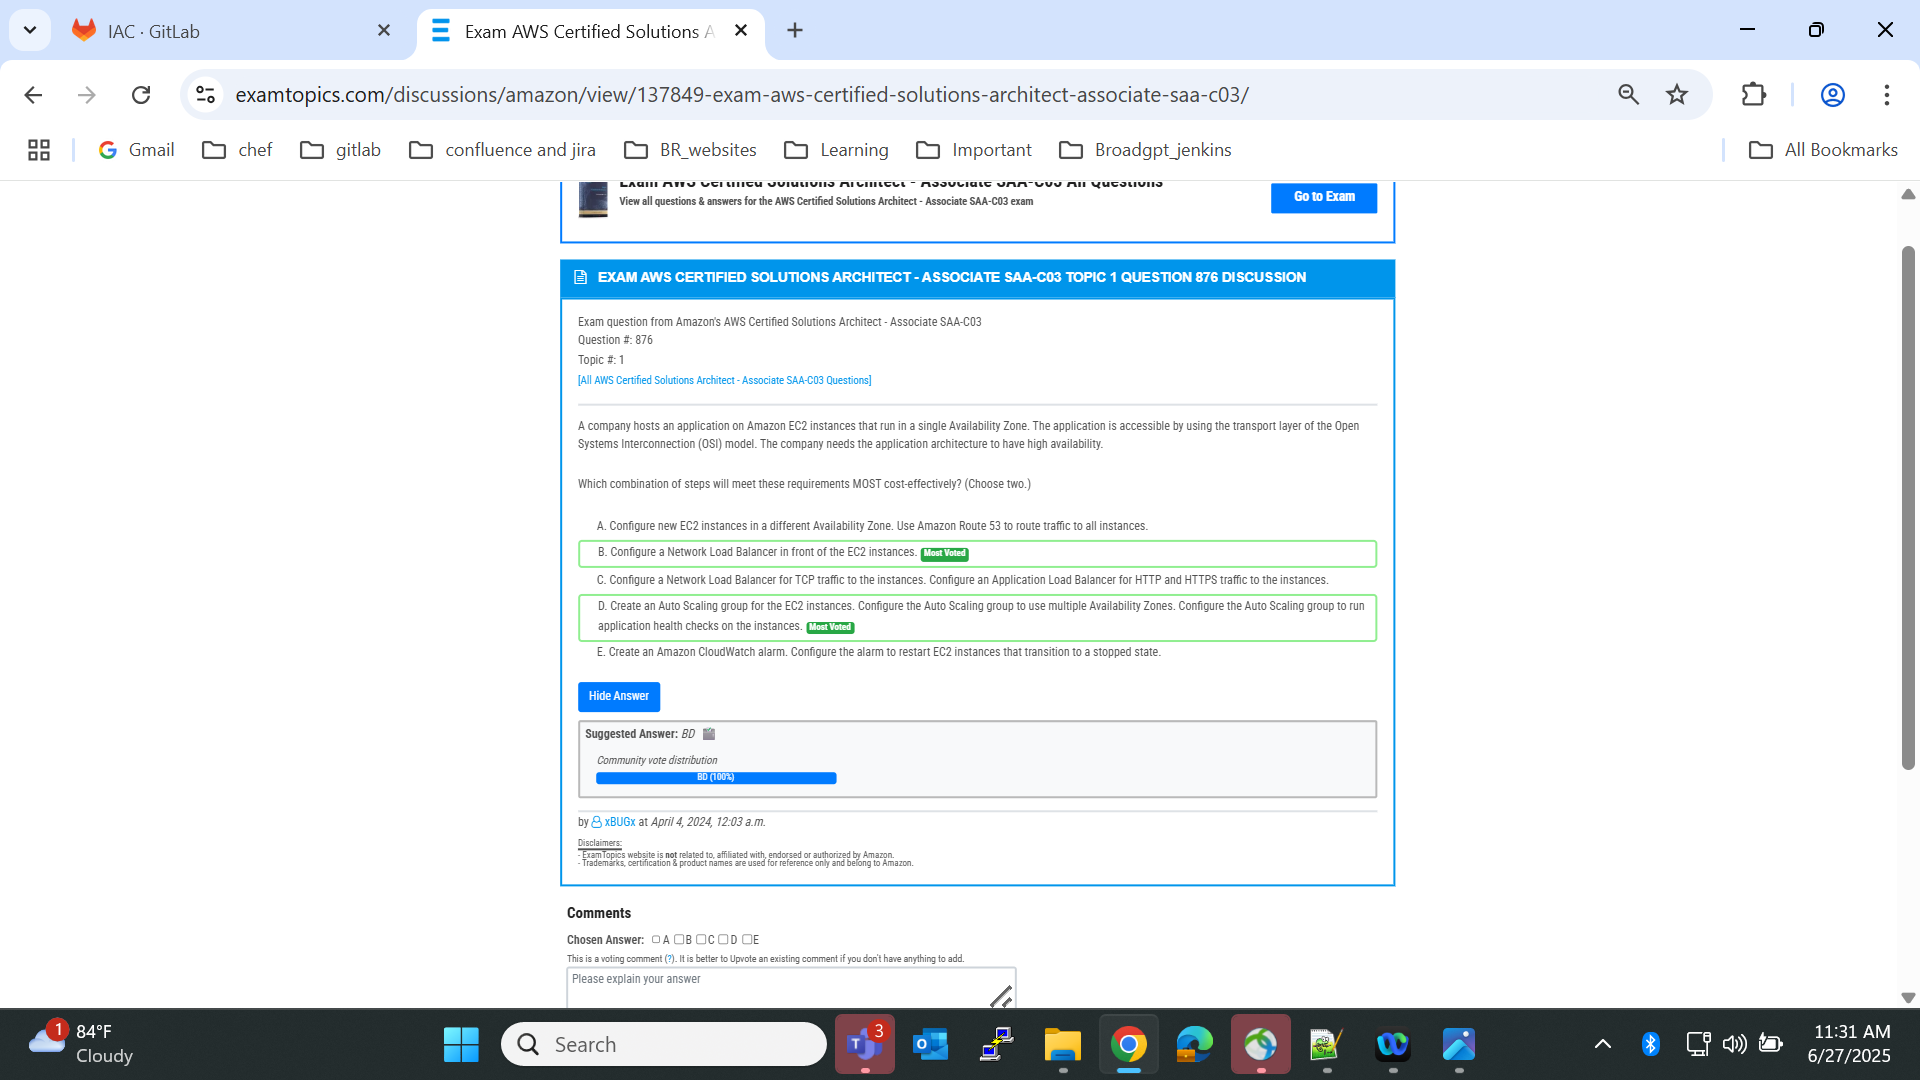 IAC · GitLab
Exam AWS Certified Solutions A
examtopics.com/discussions/amazon/view/137849-exam-aws-certified-solutions-architect-associate-saa-c03/
Gmail
chef
gitlab
confluence and jira
BR_websites
Learning
Important
Broadgpt_jenkins
All Bookmarks
Exam AWS Certified Solutions Architect - Associate SAA-C03 All Questions
View all questions & answers for the AWS Certified Solutions Architect - Associate SAA-C03 exam
Go to Exam
EXAM AWS CERTIFIED SOLUTIONS ARCHITECT - ASSOCIATE SAA-C03 TOPIC 1 QUESTION 876 DISCUSSION
Exam question from Amazon's AWS Certified Solutions Architect - Associate SAA-C03
Question #: 876
Topic #: 1
[All AWS Certified Solutions Architect - Associate SAA-C03 Questions]
A company hosts an application on Amazon EC2 instances that run in a single Availability Zone. The application is accessible by using the transport layer of the Open
Systems Interconnection (OSI) model. The company needs the application architecture to have high availability.
Which combination of steps will meet these requirements MOST cost-effectively? (Choose two.)
A. Configure new EC2 instances in a different Availability Zone. Use Amazon Route 53 to route traffic to all instances.
B. Configure a Network Load Balancer in front of the EC2 instances. Most Voted
C. Configure a Network Load Balancer for TCP traffic to the instances. Configure an Application Load Balancer for HTTP and HTTPS traffic to the instances.
D. Create an Auto Scaling group for the EC2 instances. Configure the Auto Scaling group to use multiple Availability Zones. Configure the Auto Scaling group to run
application health checks on the instances. Most Voted
E. Create an Amazon CloudWatch alarm. Configure the alarm to restart EC2 instances that transition to a stopped state.
Hide Answer
Suggested Answer: BD
Community vote distribution
BD (100%)
by xBUGx at April 4, 2024, 12:03 a.m.
Disclaimers:
- ExamTopics website is not related to, affiliated with, endorsed or authorized by Amazon.
- Trademarks, certification & product names are used for reference only and belong to Amazon.
Comments
Chosen Answer: A B C D E
This is a voting comment (?). It is better to Upvote an existing comment if you don't have anything to add.
Please explain your answer
1
84°F
Cloudy
Search
3
11:31 AM
6/27/2025